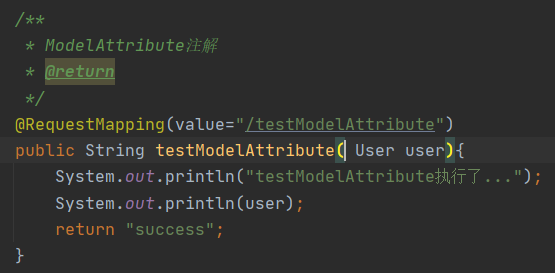 /**
 * ModelAttribute注解
 * @return
 */
@RequestMapping(value="/testModelAttribute")
public String testModelAttribute( User user){
    System.out.println("testModelAttribute执行了...");
    System.out.println(user);
    return "success";
}